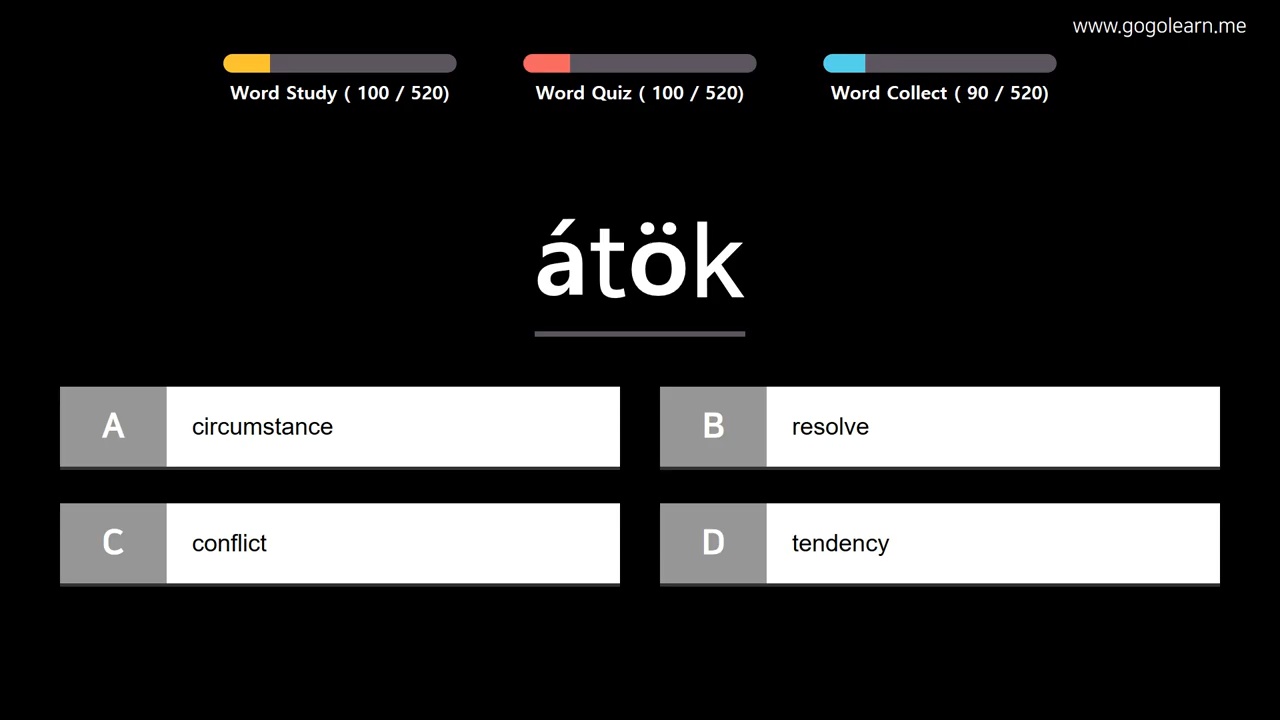 www.gogolearn.me
Word Study ( 100 / 520)
Word Quiz ( 100 / 520)
Word Collect ( 90 / 520)
átök
A circumstance
B resolve
C conflict
D tendency